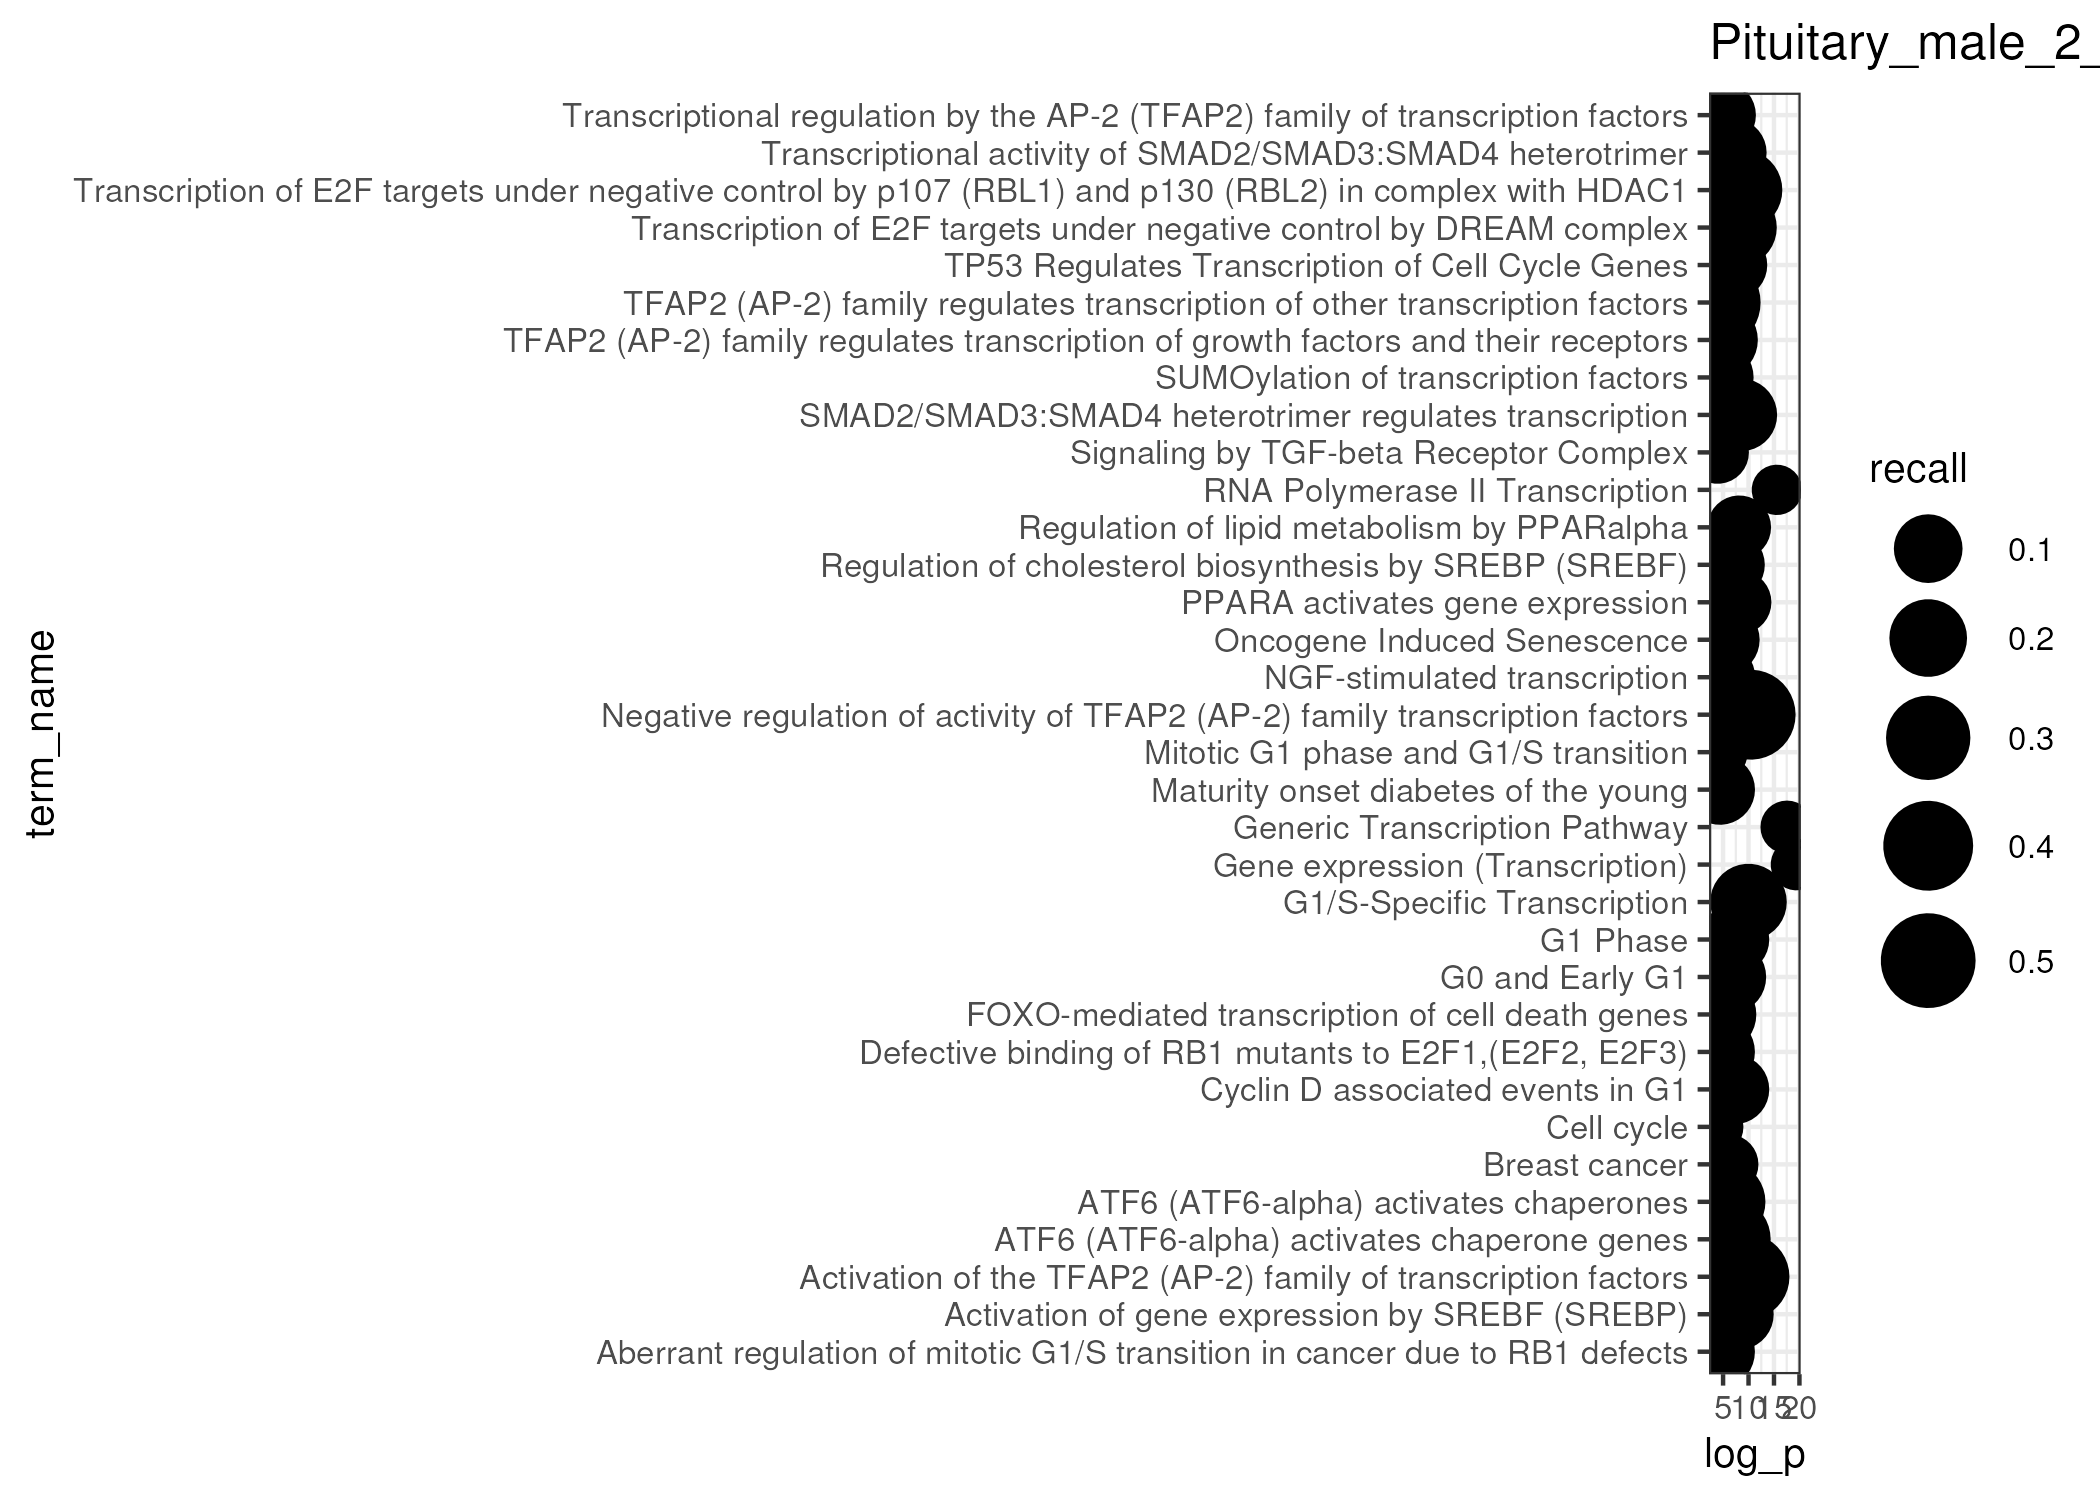 Pituitary_male_2_
Transcriptional regulation by the AP-2 (TFAP2) family of transcription factors
Transcriptional activity of SMAD2/SMAD3:SMAD4 heterotrimer
Transcription of E2F targets under negative control by p107 (RBL1) and p130 (RBL2) in complex with HDAC1
Transcription of E2F targets under negative control by DREAM complex
TP53 Regulates Transcription of Cell Cycle Genes
TFAP2 (AP-2) family regulates transcription of other transcription factors
TFAP2 (AP-2) family regulates transcription of growth factors and their receptors
SUMOylation of transcription factors
SMAD2/SMAD3:SMAD4 heterotrimer regulates transcription
Signaling by TGF-beta Receptor Complex
RNA Polymerase II Transcription
Regulation of lipid metabolism by PPARalpha
Regulation of cholesterol biosynthesis by SREBP (SREBF)
PPARA activates gene expression
Oncogene Induced Senescence
NGF-stimulated transcription
Negative regulation of activity of TFAP2 (AP-2) family transcription factors
Mitotic G1 phase and G1/S transition
Maturity onset diabetes of the young
Generic Transcription Pathway
Gene expression (Transcription)
G1/S-Specific Transcription
G1 Phase
G0 and Early G1
FOXO-mediated transcription of cell death genes
Defective binding of RB1 mutants to E2F1,(E2F2, E2F3)
Cyclin D associated events in G1
Cell cycle
Breast cancer
ATF6 (ATF6-alpha) activates chaperones
ATF6 (ATF6-alpha) activates chaperone genes
Activation of the TFAP2 (AP-2) family of transcription factors
Activation of gene expression by SREBF (SREBP)
Aberrant regulation of mitotic G1/S transition in cancer due to RB1 defects
term_name
5 10 15 20
log_p
recall
0.1
0.2
0.3
0.4
0.5